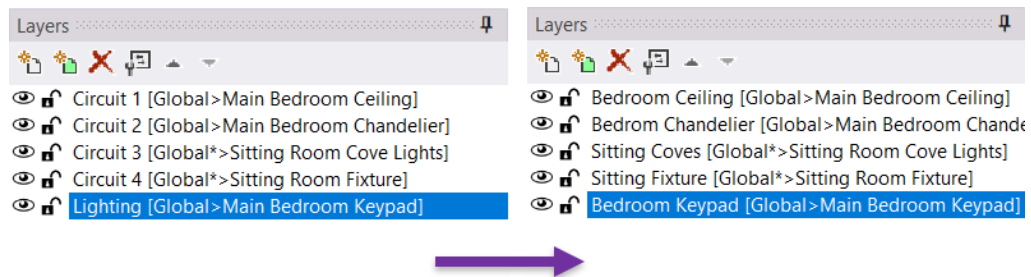 Layers
Circuit 1 [Global>Main Bedroom Ceiling]
Circuit 2 [Global>Main Bedroom Chandelier]
Circuit 3 [Global*>Sitting Room Cove Lights]
Circuit 4 [Global*>Sitting Room Fixture]
Lighting [Global>Main Bedroom Keypad]
Layers
Bedroom Ceiling [Global>Main Bedroom Ceiling]
Bedrom Chandelier [Global>Main Bedroom Chande
Sitting Coves [Global*>Sitting Room Cove Lights]
Sitting Fixture [Global*>Sitting Room Fixture]
Bedroom Keypad [Global>Main Bedroom Keypad]